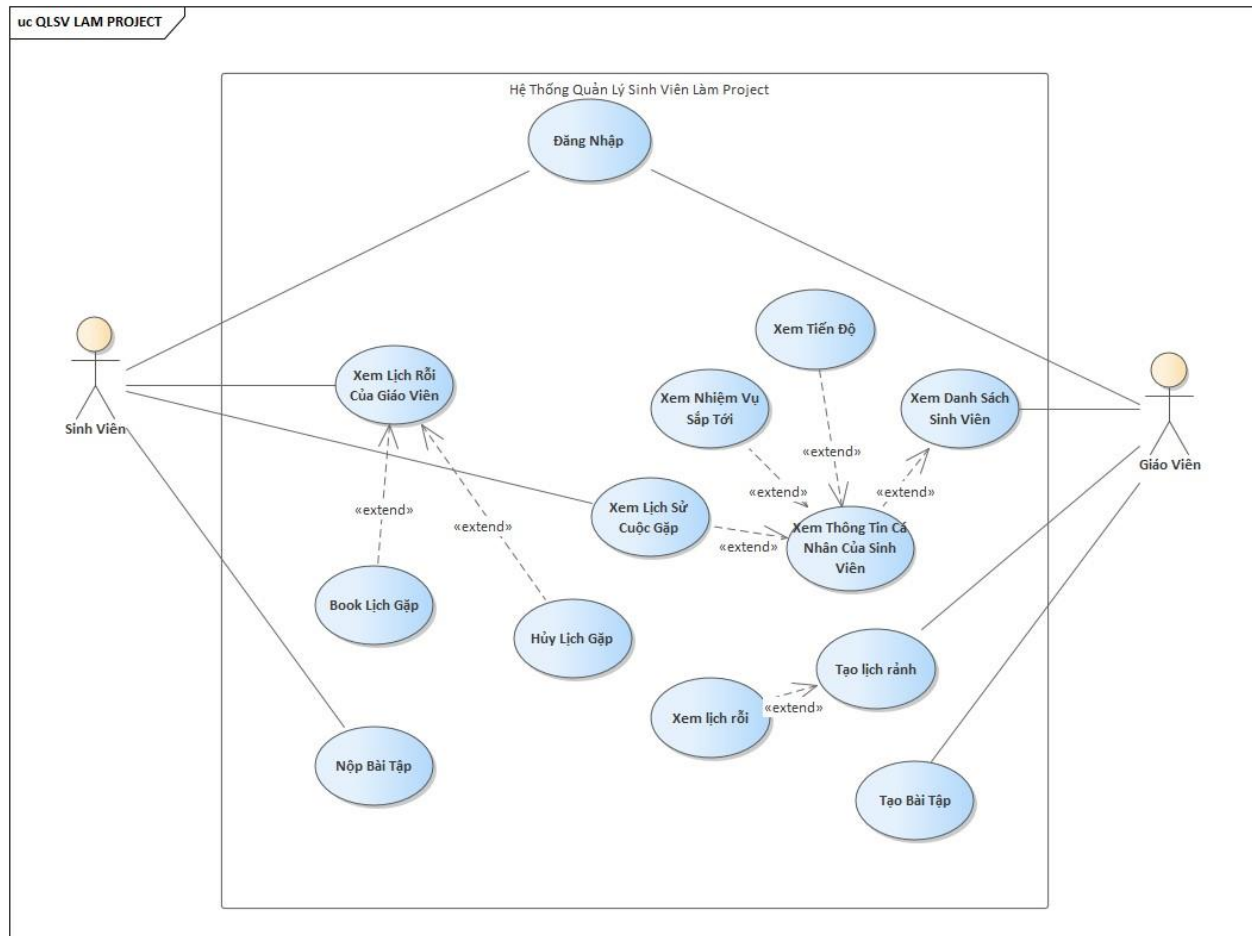 uc QLSV LAM PROJECT
Hệ Thống Quản Lý Sinh Viên Làm Project
Đăng Nhập
Xem Tiến Độ
Xem Lịch Rỗi
Của Giáo Viên
Xem Nhiệm Vụ
Sắp Tới
Xem Danh Sách
Sinh Viên
Sinh Viên
Giáo Viên
«extend»
«extend»
«extend»
«extend»
«extend»
«extend»
Xem Lịch Sử
Cuộc Gặp
Xem Thông Tin Cá
Nhân Của Sinh
Viên
Book Lịch Gặp
Hủy Lịch Gặp
Tạo lịch rảnh
Xem lịch rỗi
«extend»
Nộp Bài Tập
Tạo Bài Tập